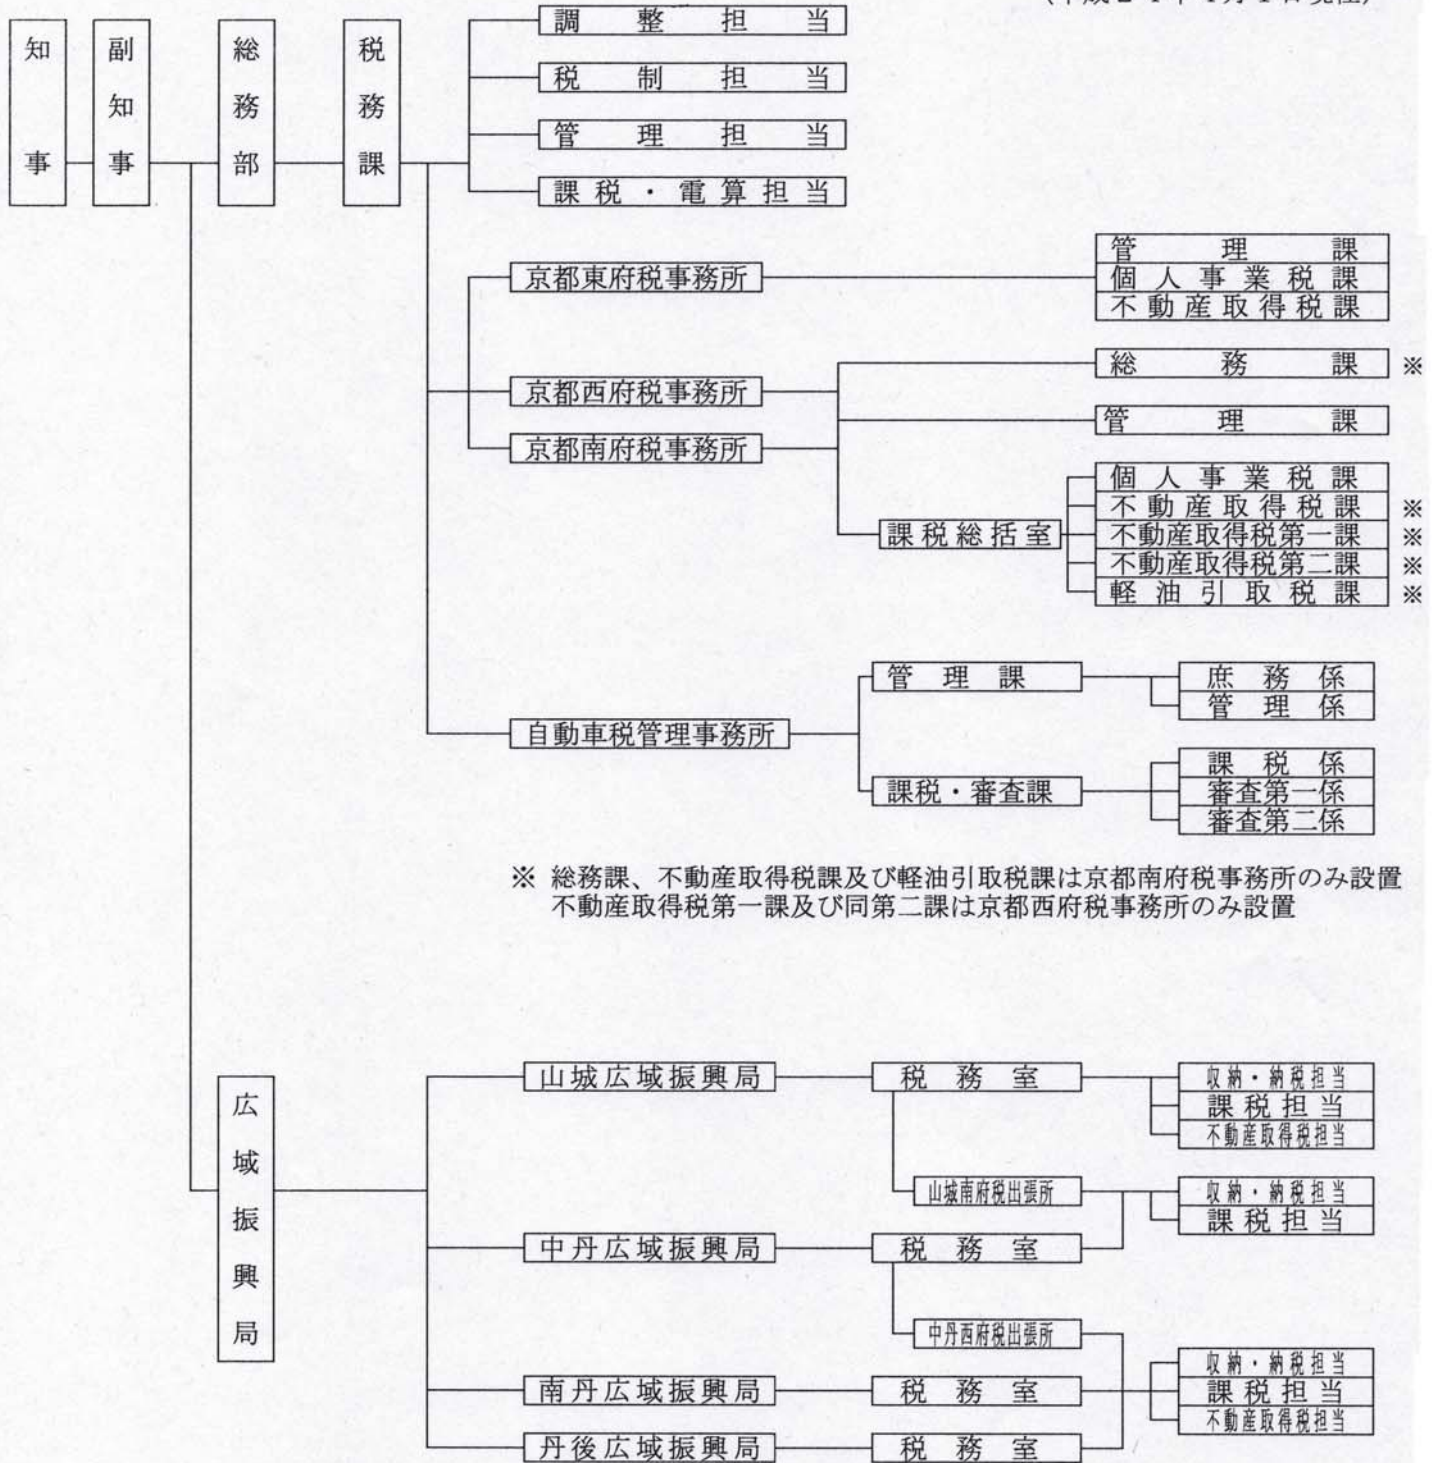 知事
副知事
総務部
税務課
調整担当
税制担当
管理担当
課税・電算担当
京都東府税事務所
管理課
個人事業税課
不動産取得税課
京都西府税事務所
京都南府税事務所
総務課 ※
管理課
課税総括室
個人事業税課
不動産取得税課 ※
不動産取得税第一課 ※
不動産取得税第二課 ※
軽油引取税課 ※
自動車税管理事務所
管理課
庶務係
管理係
課税・審査課
課税係
審査第一係
審査第二係
※ 総務課、不動産取得税課及び軽油引取税課は京都南府税事務所のみ設置
不動産取得税第一課及び同第二課は京都西府税事務所のみ設置
広域振興局
山城広域振興局
税務室
収納・納税担当
課税担当
不動産取得税担当
山城南府税出張所
収納・納税担当
課税担当
中丹広域振興局
税務室
中丹西府税出張所
南丹広域振興局
税務室
収納・納税担当
課税担当
不動産取得税担当
丹後広域振興局
税務室